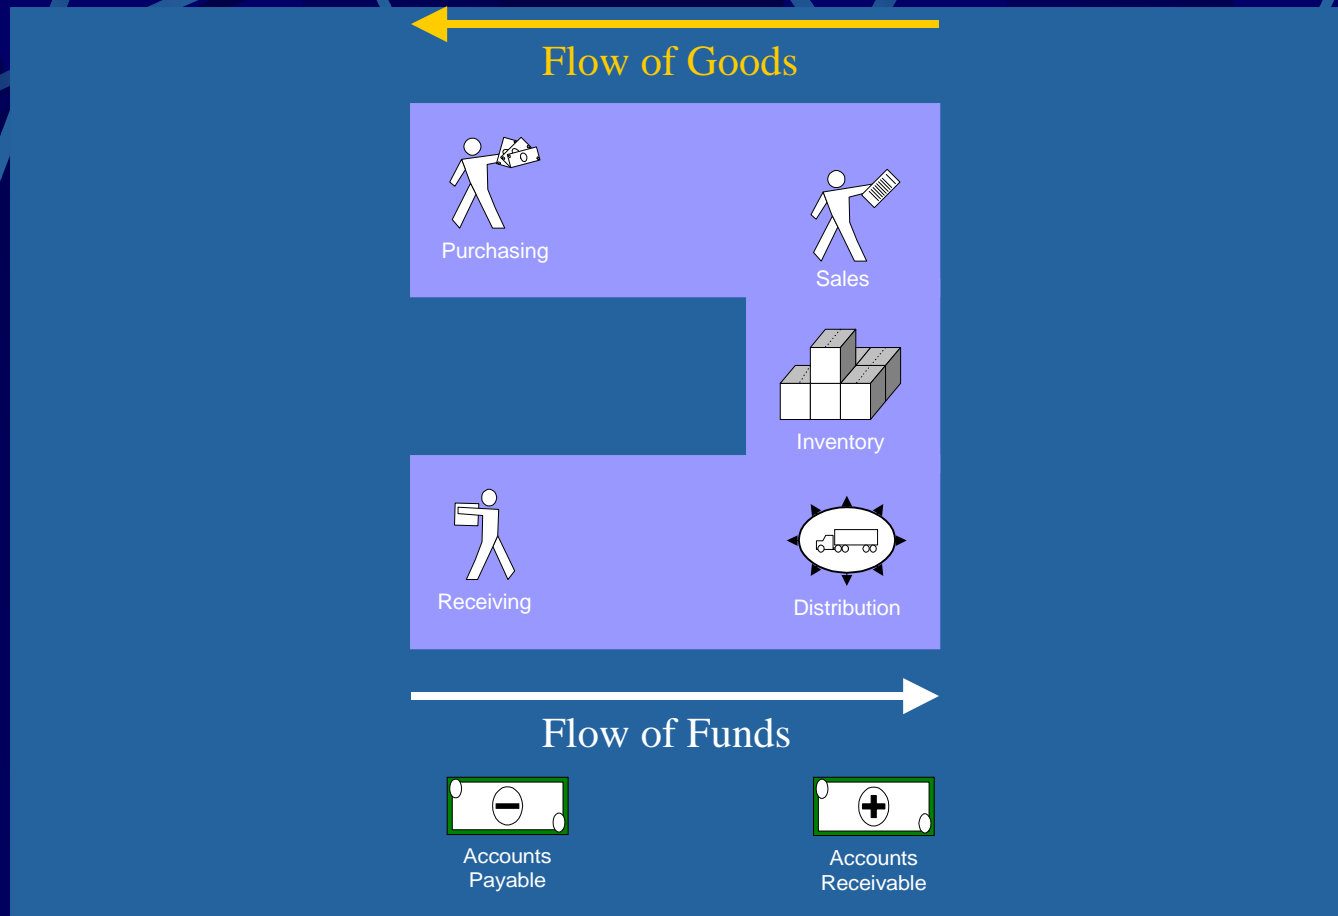 Flow of Goods
Purchasing
Sales
Inventory
Receiving
Distribution
Flow of Funds
Accounts
Payable
Accounts
Receivable